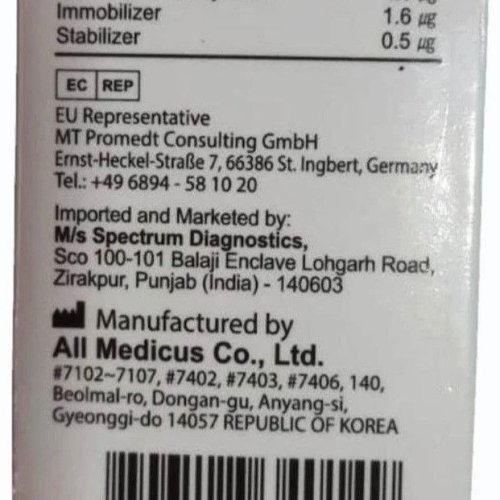 Immobilizer 1.6 µg
Stabilizer 0.5 µg
EC REP
EU Representative
MT Promedt Consulting GmbH
Ernst-Heckel-Straße 7, 66386 St. Ingbert, Germany
Tel.: +49 6894 - 58 10 20
Imported and Marketed by:
M/s Spectrum Diagnostics,
Sco 100-101 Balaji Enclave Lohgarh Road,
Zirakpur, Punjab (India) - 140603
Manufactured by
All Medicus Co., Ltd.
#7102~7107, #7402, #7403, #7406, 140,
Beolmal-ro, Dongan-gu, Anyang-si,
Gyeonggi-do 14057 REPUBLIC OF KOREA